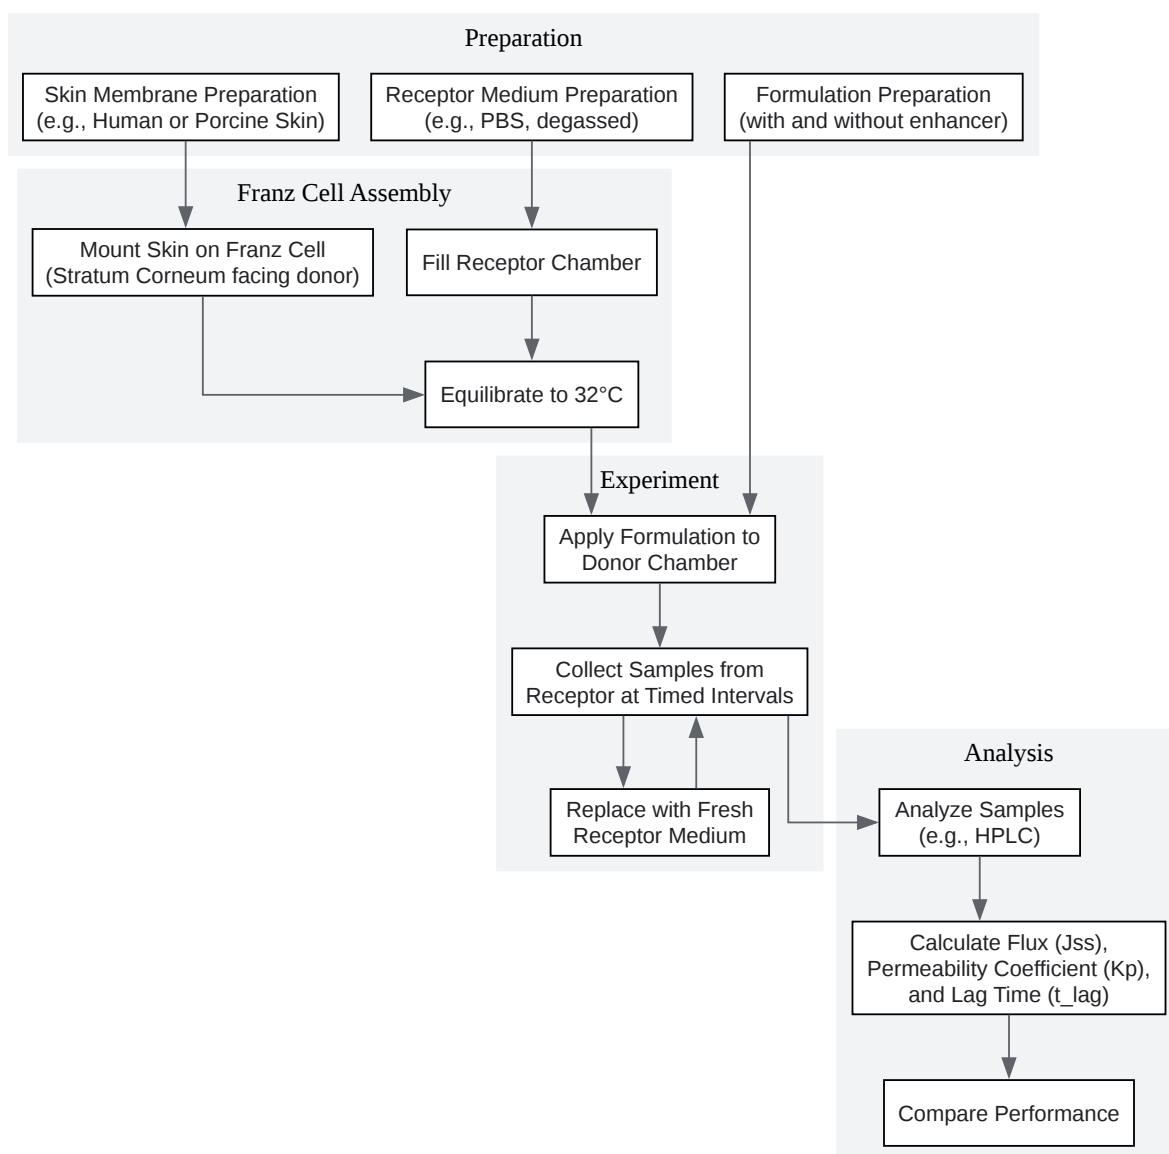 Preparation
Skin Membrane Preparation
(e.g., Human or Porcine Skin)
Receptor Medium Preparation
(e.g., PBS, degassed)
Formulation Preparation
(with and without enhancer)
Franz Cell Assembly
Mount Skin on Franz Cell
(Stratum Corneum facing donor)
Fill Receptor Chamber
Equilibrate to 32°C
Experiment
Apply Formulation to
Donor Chamber
Collect Samples from
Receptor at Timed Intervals
Replace with Fresh
Receptor Medium
Analysis
Analyze Samples
(e.g., HPLC)
Calculate Flux (Jss),
Permeability Coefficient (Kp),
and Lag Time (t_lag)
Compare Performance